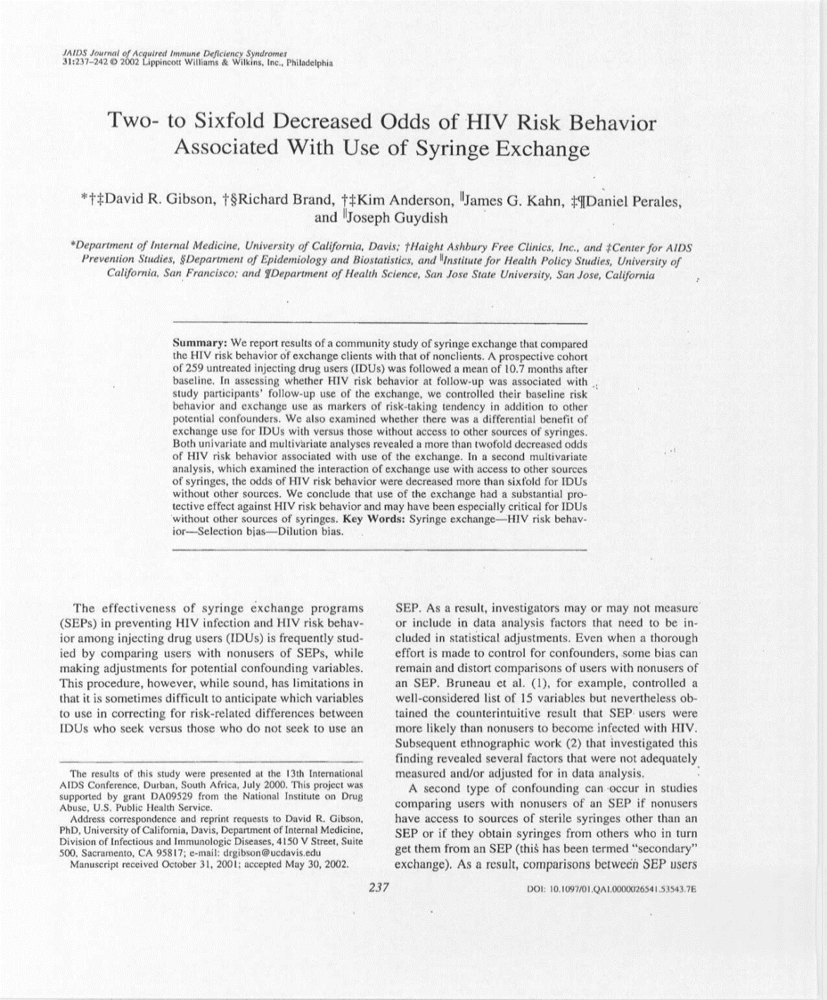 JAIDS Journal of Acquired Immune Deficiency Syndromes
31:237–242 © 2002 Lippincott Williams & Wilkins, Inc., Philadelphia
Two- to Sixfold Decreased Odds of HIV Risk Behavior
Associated With Use of Syringe Exchange
*†‡David R. Gibson, †§Richard Brand, †‡Kim Anderson, ‖James G. Kahn, ‡¶Daniel Perales,
and ‖Joseph Guydish
*Department of Internal Medicine, University of California, Davis; †Haight Ashbury Free Clinics, Inc., and ‡Center for AIDS
Prevention Studies, §Department of Epidemiology and Biostatistics, and ‖Institute for Health Policy Studies, University of
California, San Francisco; and ¶Department of Health Science, San Jose State University, San Jose, California
Summary: We report results of a community study of syringe exchange that compared
the HIV risk behavior of exchange clients with that of nonclients. A prospective cohort
of 259 untreated injecting drug users (IDUs) was followed a mean of 10.7 months after
baseline. In assessing whether HIV risk behavior at follow-up was associated with
study participants' follow-up use of the exchange, we controlled their baseline risk
behavior and exchange use as markers of risk-taking tendency in addition to other
potential confounders. We also examined whether there was a differential benefit of
exchange use for IDUs with versus those without access to other sources of syringes.
Both univariate and multivariate analyses revealed a more than twofold decreased odds
of HIV risk behavior associated with use of the exchange. In a second multivariate
analysis, which examined the interaction of exchange use with access to other sources
of syringes, the odds of HIV risk behavior were decreased more than sixfold for IDUs
without other sources. We conclude that use of the exchange had a substantial pro-
tective effect against HIV risk behavior and may have been especially critical for IDUs
without other sources of syringes. Key Words: Syringe exchange—HIV risk behav-
ior—Selection bias—Dilution bias.
The effectiveness of syringe exchange programs
(SEPs) in preventing HIV infection and HIV risk behav-
ior among injecting drug users (IDUs) is frequently stud-
ied by comparing users with nonusers of SEPs, while
making adjustments for potential confounding variables.
This procedure, however, while sound, has limitations in
that it is sometimes difficult to anticipate which variables
to use in correcting for risk-related differences between
IDUs who seek versus those who do not seek to use an
The results of this study were presented at the 13th International
AIDS Conference, Durban, South Africa, July 2000. This project was
supported by grant DA09529 from the National Institute on Drug
Abuse, U.S. Public Health Service.
Address correspondence and reprint requests to David R. Gibson,
PhD, University of California, Davis, Department of Internal Medicine,
Division of Infectious and Immunologic Diseases, 4150 V Street, Suite
500, Sacramento, CA 95817; e-mail: drgibson@ucdavis.edu
Manuscript received October 31, 2001; accepted May 30, 2002.
SEP. As a result, investigators may or may not measure
or include in data analysis factors that need to be in-
cluded in statistical adjustments. Even when a thorough
effort is made to control for confounders, some bias can
remain and distort comparisons of users with nonusers of
an SEP. Bruneau et al. (1), for example, controlled a
well-considered list of 15 variables but nevertheless ob-
tained the counterintuitive result that SEP users were
more likely than nonusers to become infected with HIV.
Subsequent ethnographic work (2) that investigated this
finding revealed several factors that were not adequately
measured and/or adjusted for in data analysis.
A second type of confounding can occur in studies
comparing users with nonusers of an SEP if nonusers
have access to sources of sterile syringes other than an
SEP or if they obtain syringes from others who in turn
get them from an SEP (this has been termed "secondary"
exchange). As a result, comparisons between SEP users
237
DOI: 10.1097/01.QAI.0000026541.53543.7E